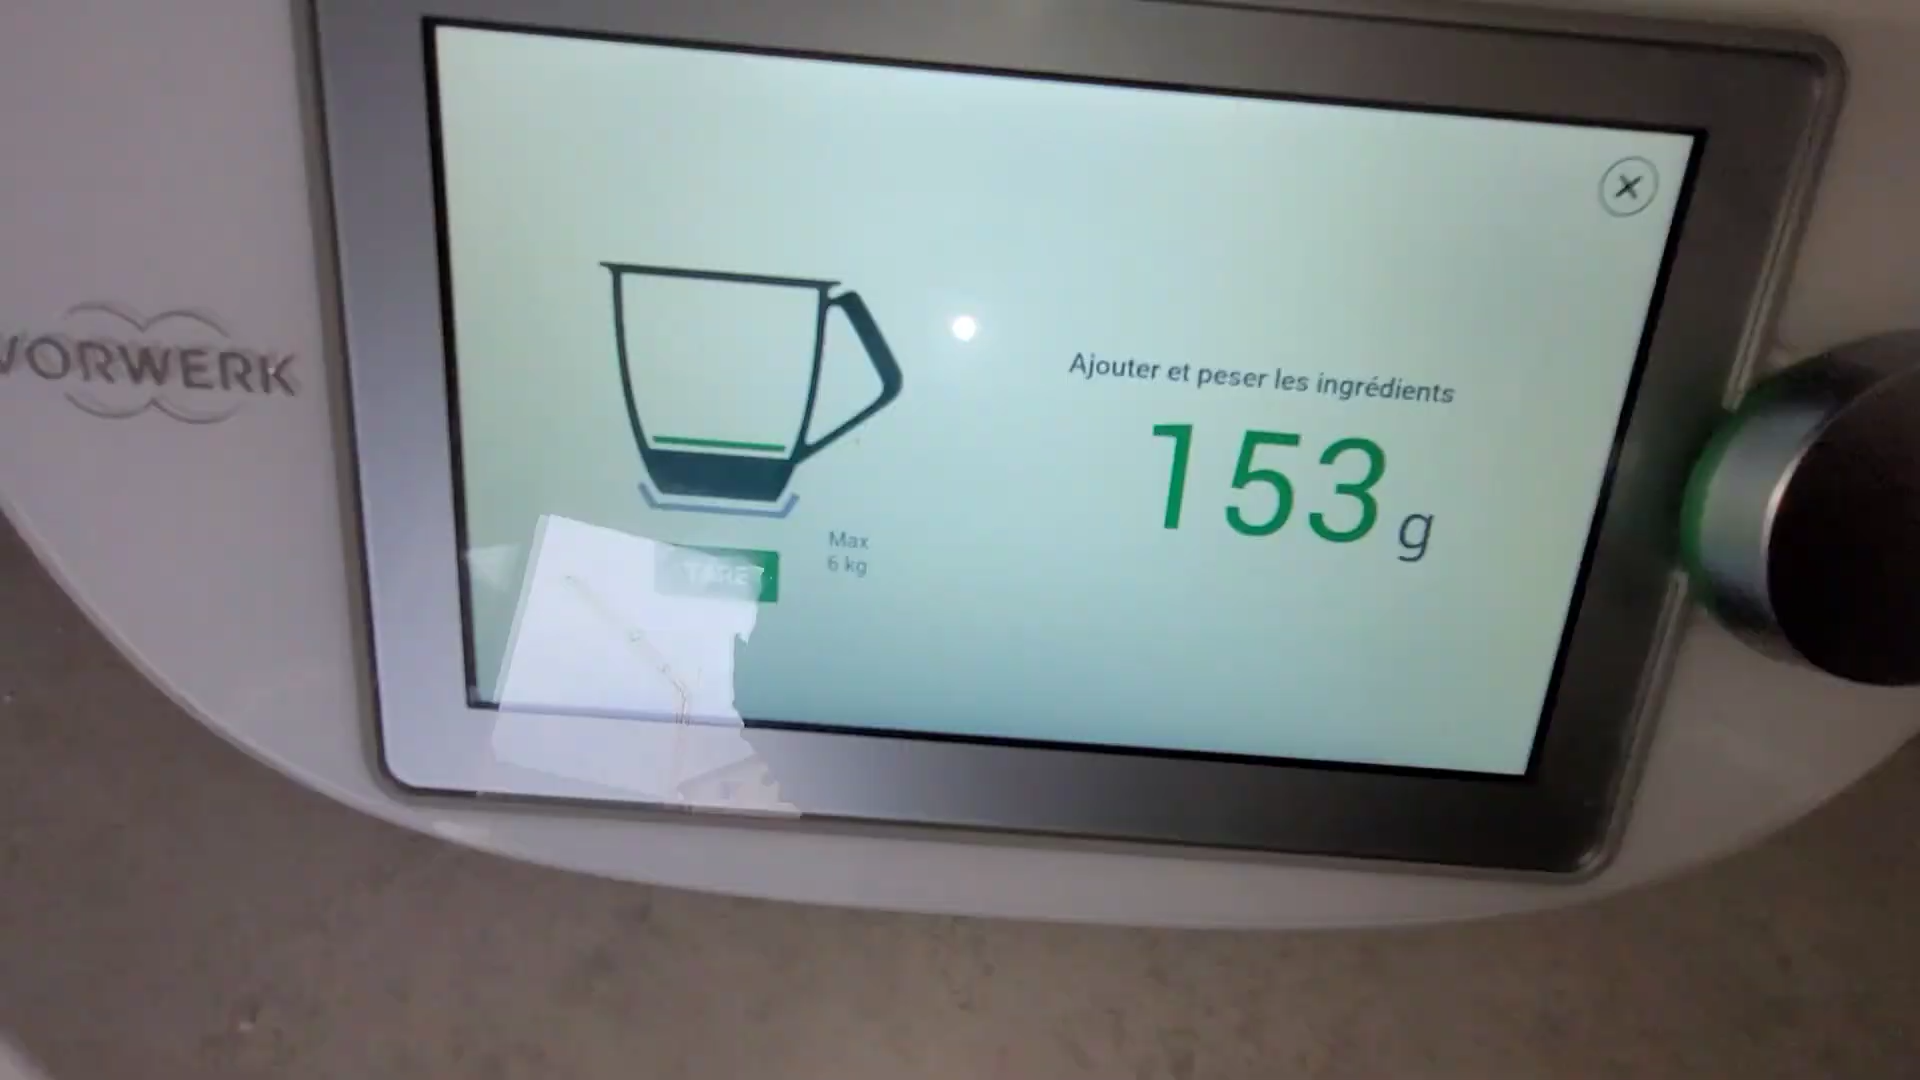 VORWERK
Ajouter et peser les ingrédients
153 g
Max
6 kg
TARE